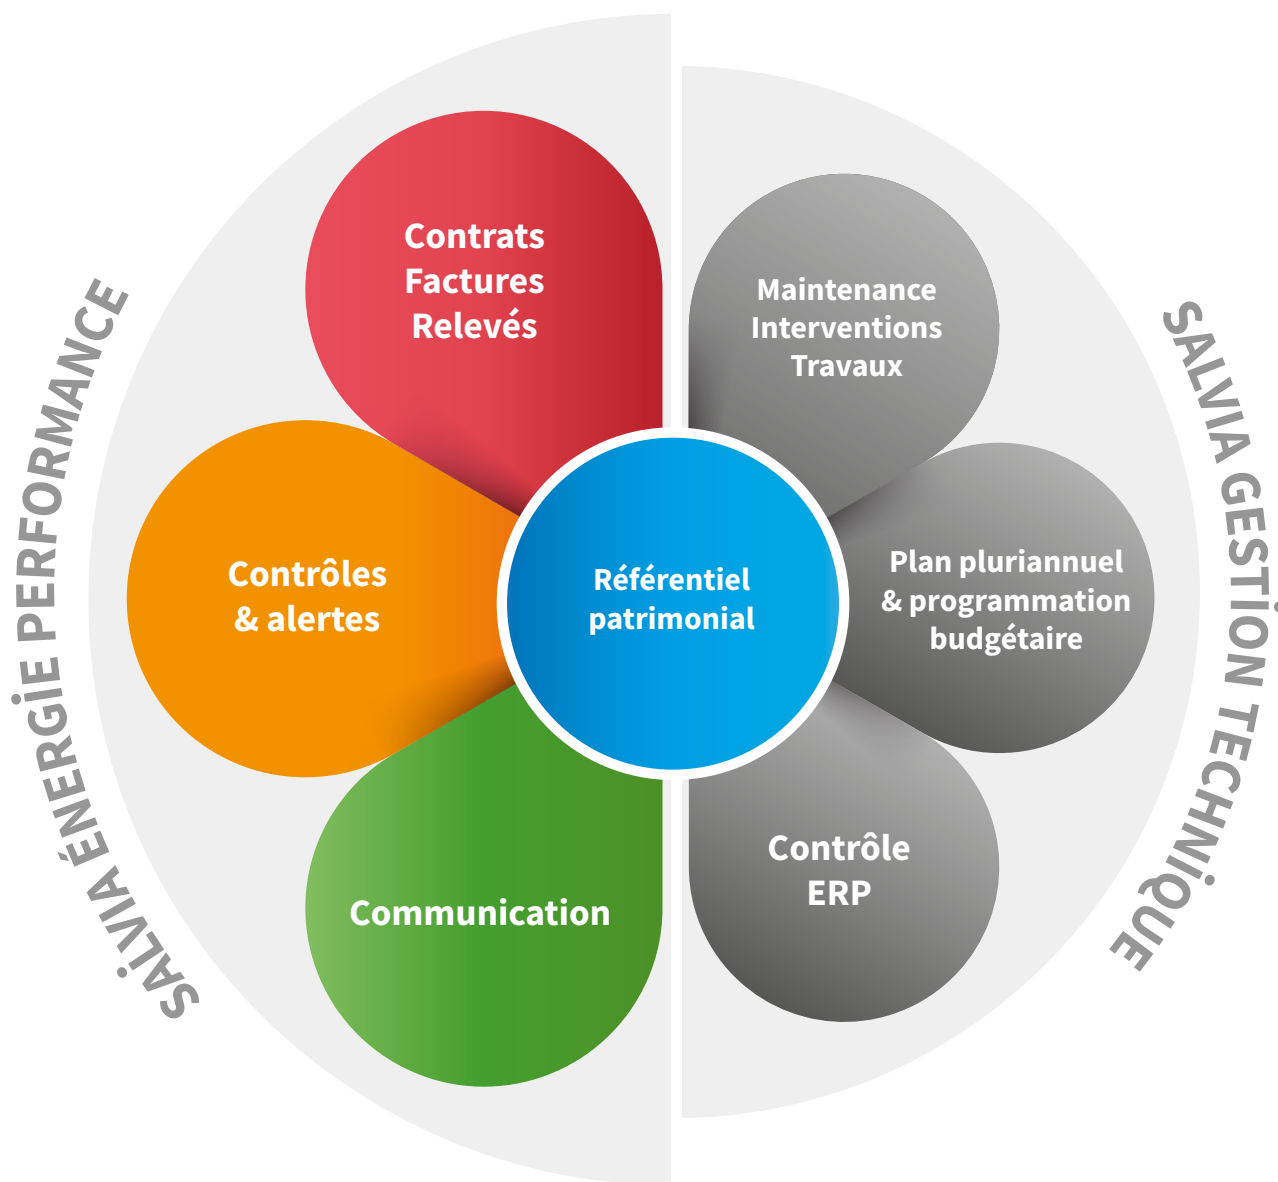 SALVIA ÉNERGIE PERFORMANCE
Contrats
Factures
Relevés
Contrôles
& alertes
Communication
Référentiel
patrimonial
Maintenance
Interventions
Travaux
Plan pluriannuel
& programmation
budgétaire
Contrôle
ERP
SALVIA GESTION TECHNIQUE